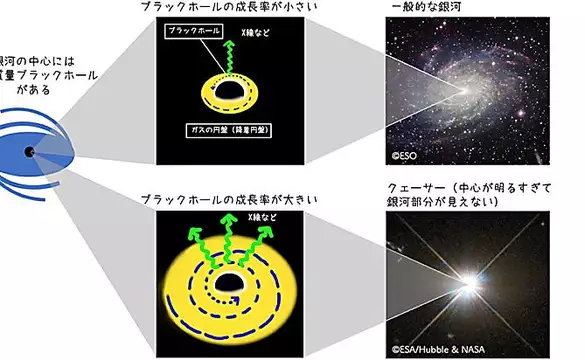 ブラックホールの成長率が小さい
一般的な銀河
ブラックホール
X線など
ガスの円盤（降着円盤）
©ESO
銀河の中心には
質量ブラックホール
がある
ブラックホールの成長率が大きい
クェーサー（中心が明るすぎて
銀河部分が見えない）
X線など
©ESA/Hubble & NASA